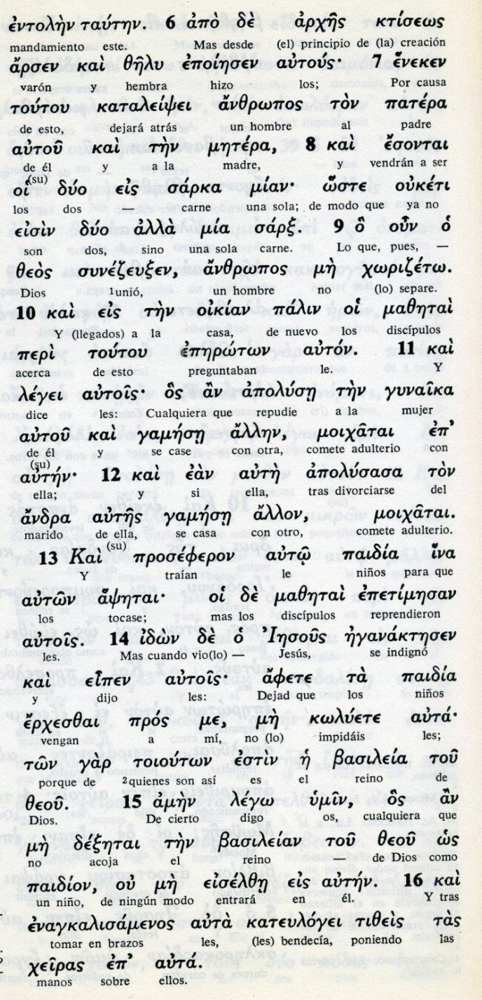 ἐντολὴν ταύτην. 6 ἀπὸ δὲ ἀρχῆς κτίσεως
mandamiento este. Mas desde (el) principio de (la) creación
ἄρσεν καὶ θῆλυ ἐποίησεν αὐτούς· 7 ἕνεκεν
varón y hembra hizo los; Por causa
τούτου καταλείψει ἄνθρωπος τὸν πατέρα
de esto, dejará atrás un hombre al padre
αὐτοῦ καὶ τὴν μητέρα, 8 καὶ ἔσονται
de él y a la madre, y vendrán a ser
(su)
οἱ δύο εἰς σάρκα μίαν· ὥστε οὐκέτι
los dos — carne una sola; de modo que ya no
εἰσὶν δύο ἀλλὰ μία σάρξ. 9 ὃ οὖν ὁ
son dos, sino una sola carne. Lo que, pues, —
θεὸς συνέζευξεν, ἄνθρωπος μὴ χωριζέτω.
Dios 1unió, un hombre no (lo) separe.
10 καὶ εἰς τὴν οἰκίαν πάλιν οἱ μαθηταὶ
Y (llegados) a la casa, de nuevo los discípulos
περὶ τούτου ἐπηρώτων αὐτόν. 11 καὶ
acerca de esto preguntaban le. Y
λέγει αὐτοῖς· ὃς ἂν ἀπολύσῃ τὴν γυναῖκα
dice les: Cualquiera que repudie a la mujer
αὐτοῦ καὶ γαμήσῃ ἄλλην, μοιχᾶται ἐπ'
de él y se case con otra, comete adulterio con
(su)
αὐτήν· 12 καὶ ἐὰν αὐτὴ ἀπολύσασα τὸν
ella; y si ella, tras divorciarse del
ἄνδρα αὐτῆς γαμήσῃ ἄλλον, μοιχᾶται.
marido de ella, se casa con otro, comete adulterio.
(su)
13 Καὶ προσέφερον αὐτῷ παιδία ἵνα
Y traían le niños para que
αὐτῶν ἅψηται· οἱ δὲ μαθηταὶ ἐπετίμησαν
los tocase; mas los discípulos reprendieron
αὐτοῖς. 14 ἰδὼν δὲ ὁ Ἰησοῦς ἠγανάκτησεν
les. Mas cuando vio(lo) — Jesús, se indignó
καὶ εἶπεν αὐτοῖς· ἄφετε τὰ παιδία
y dijo les: Dejad que los niños
ἔρχεσθαι πρός με, μὴ κωλύετε αὐτά·
vengan a mí, no (lo) impidáis les;
τῶν γὰρ τοιούτων ἐστὶν ἡ βασιλεία τοῦ
porque de 2quienes son así es el reino de
θεοῦ. 15 ἀμὴν λέγω ὑμῖν, ὃς ἂν
Dios. De cierto digo os, cualquiera que
μὴ δέξηται τὴν βασιλείαν τοῦ θεοῦ ὡς
no acoja el reino — de Dios como
παιδίον, οὐ μὴ εἰσέλθῃ εἰς αὐτήν. 16 καὶ
un niño, de ningún modo entrará en él. Y tras
ἐναγκαλισάμενος αὐτὰ κατευλόγει τιθεὶς τὰς
tomar en brazos les, (les) bendecía, poniendo las
χεῖρας ἐπ' αὐτά.
manos sobre ellos.